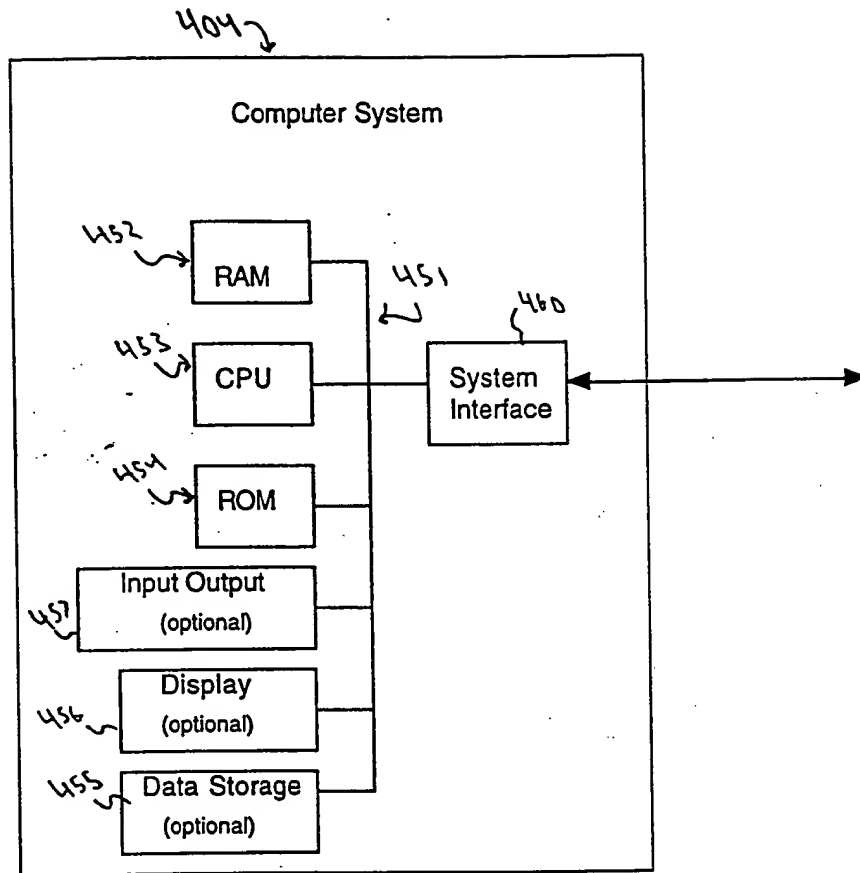 404
Computer System
452
RAM
451
460
453
CPU
System
Interface
454
ROM
Input Output
(optional)
457
Display
(optional)
456
455
Data Storage
(optional)